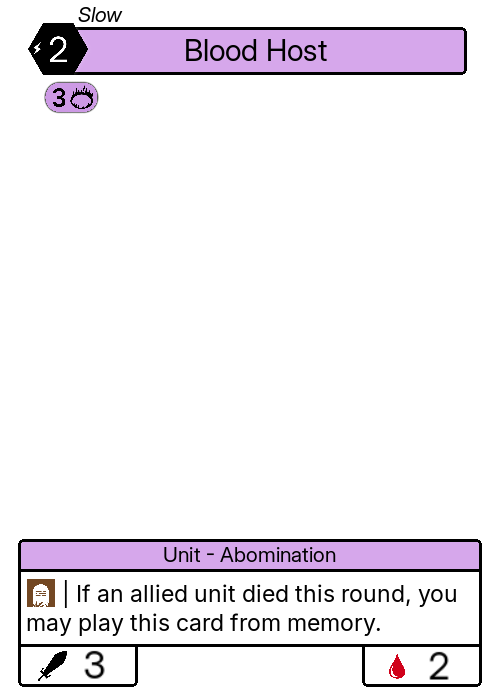 Slow
2 Blood Host
3
Unit - Abomination
| If an allied unit died this round, you
may play this card from memory.
3 2